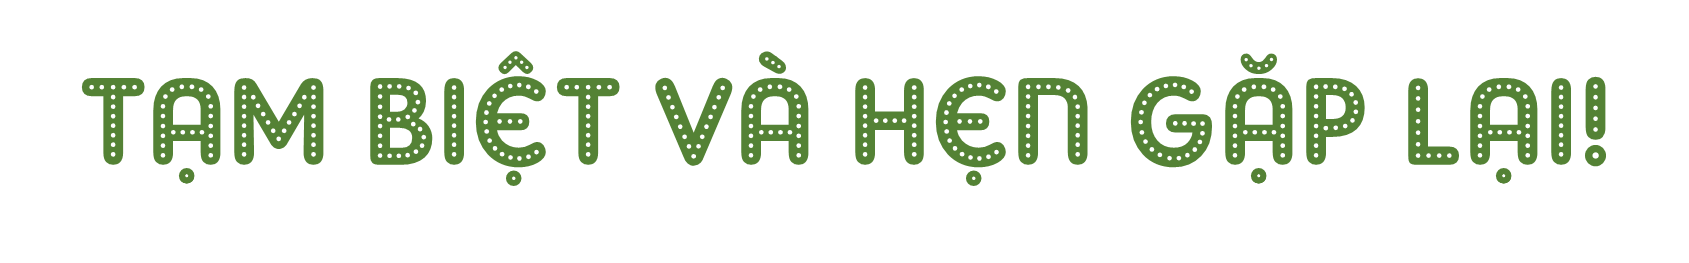 TẠM BIỆT VÀ HẸN GẶP LẠI!